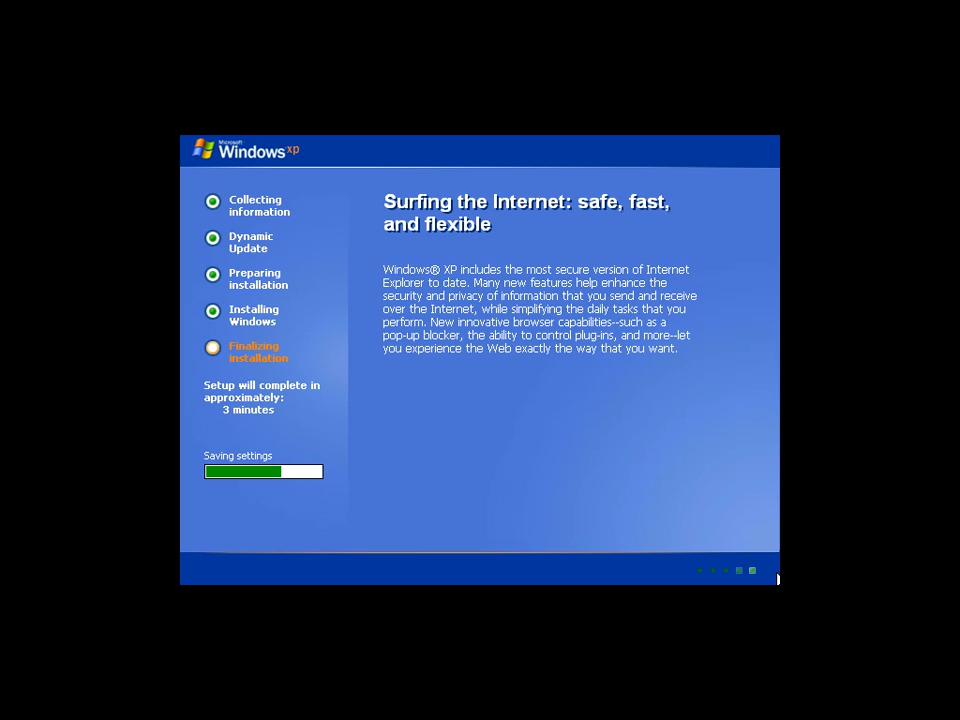 Microsoft
Windows xp
Collecting
information
Dynamic
Update
Preparing
installation
Installing
Windows
Finalizing
installation
Setup will complete in
approximately:
3 minutes
Saving settings
Surfing the Internet: safe, fast,
and flexible
Windows® XP includes the most secure version of Internet
Explorer to date. Many new features help enhance the
security and privacy of information that you send and receive
over the Internet, while simplifying the daily tasks that you
perform. New innovative browser capabilities--such as a
pop-up blocker, the ability to control plug-ins, and more--let
you experience the Web exactly the way that you want.